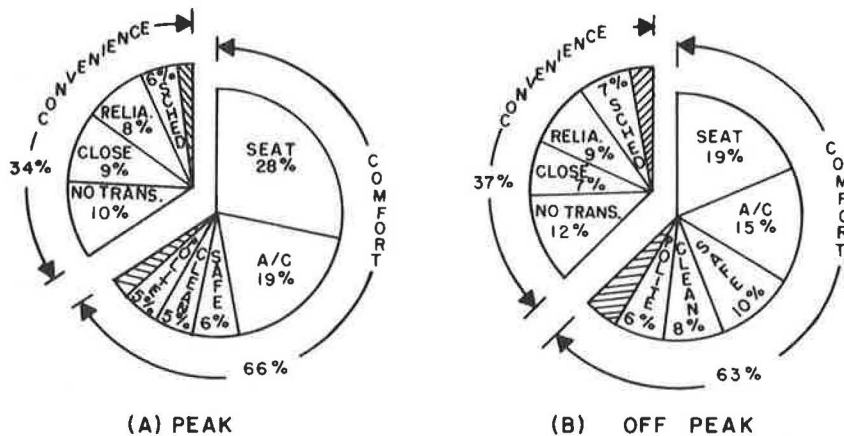 CONVENIENCE
34%
6% SCHED
RELIA.
8%
CLOSE
9%
NO TRANS.
10%
COMFORT
66%
SEAT
28%
A/C
19%
SAFE
6%
CLEAN
5%
POLITE
5%
(A) PEAK
CONVENIENCE
37%
7% SCHED
RELIA.
9%
CLOSE
7%
NO TRANS.
12%
COMFORT
63%
SEAT
19%
A/C
15%
SAFE
10%
CLEAN
8%
POLITE
6%
(B) OFF PEAK